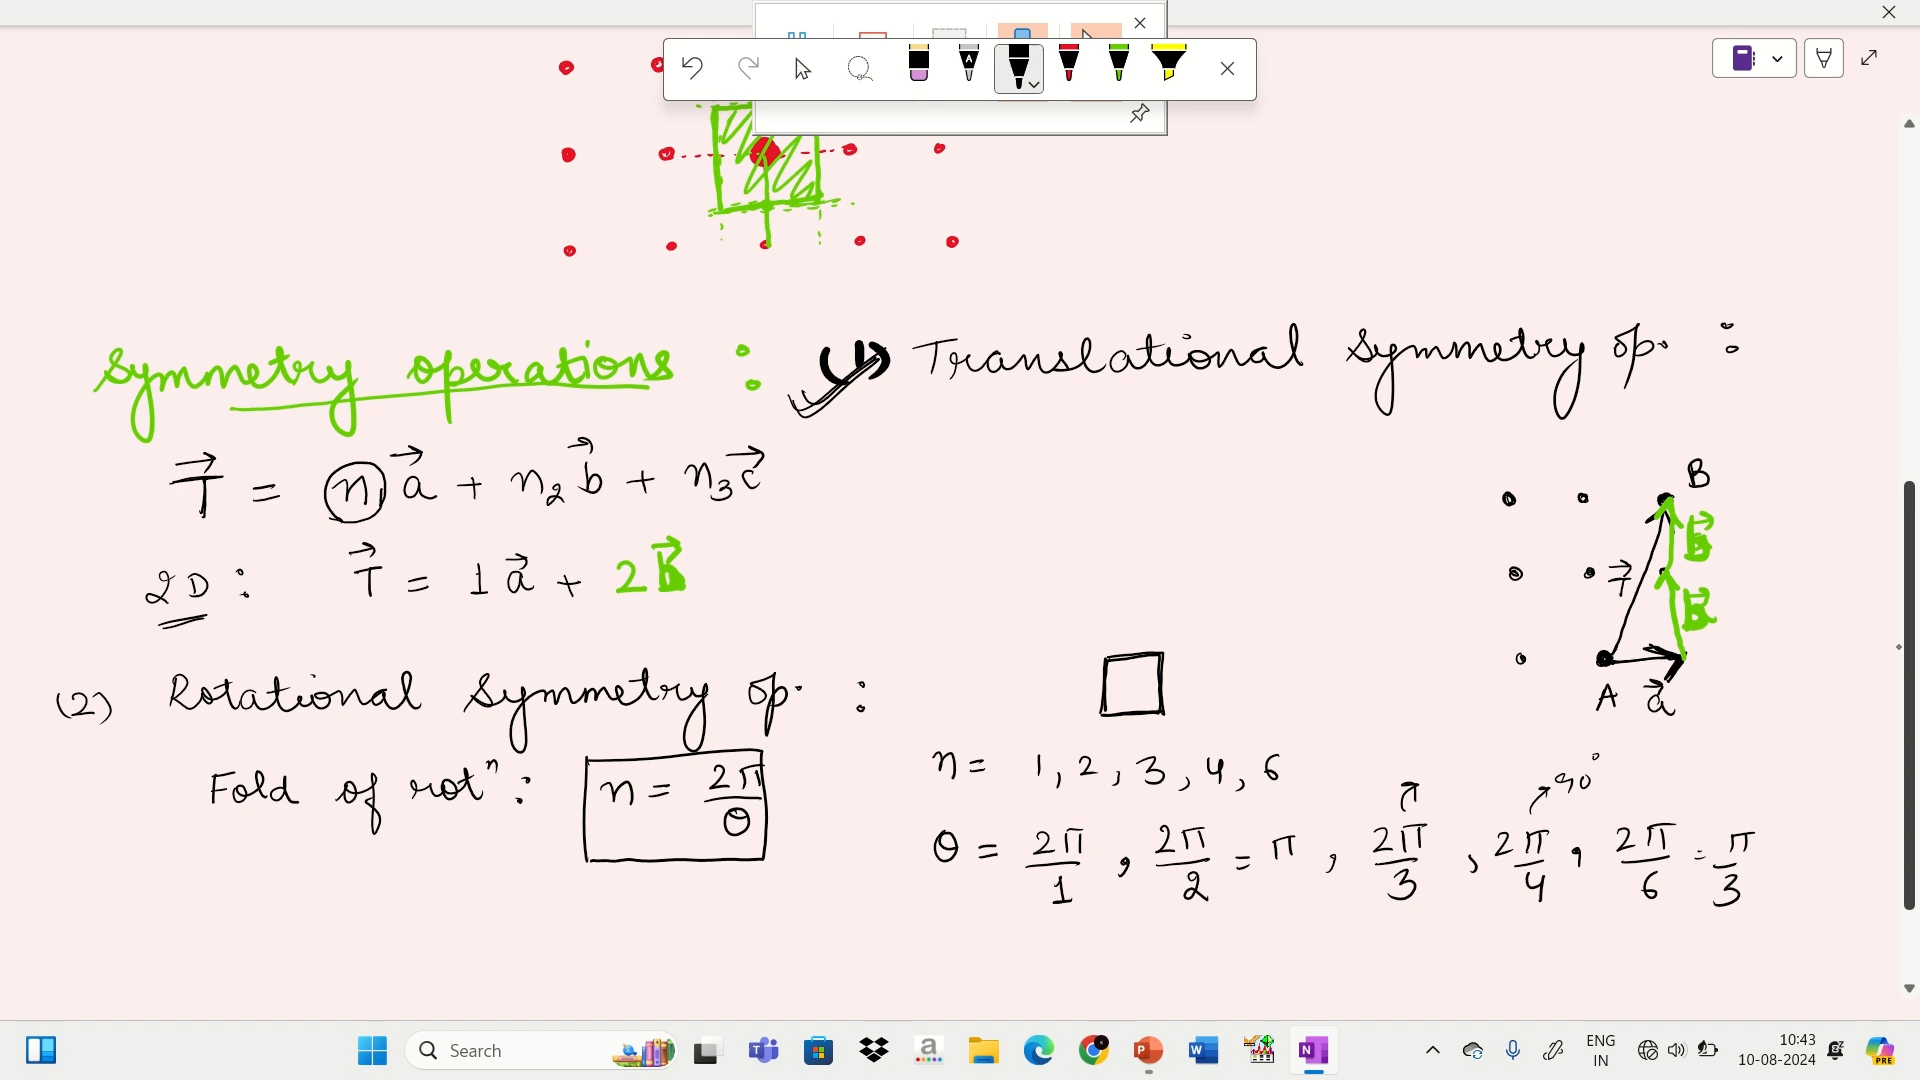 Symmetry operations : (1) Translational Symmetry op. :
T⃗ = n₁ a⃗ + n₂ b⃗ + n₃ c⃗
2D : T⃗ = 1 a⃗ + 2 b⃗
B
b⃗
T⃗
b⃗
A a⃗
(2) Rotational Symmetry op. :
Fold of rotⁿ : n = 2π/θ
n = 1, 2, 3, 4, 6
90°
θ = 2π/1 , 2π/2 = π , 2π/3 , 2π/4 , 2π/6 = π/3
Search
ENG
IN
10:43
10-08-2024
PRE